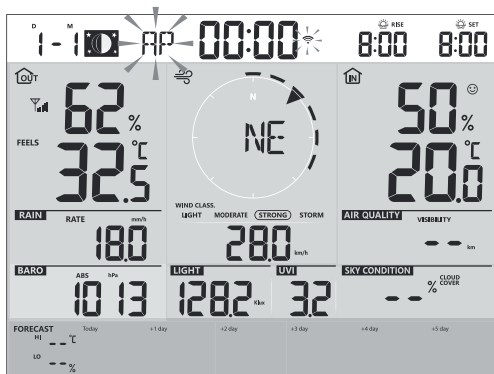 D M RISE SET
1 - 1 AP 00:00 8:00 8:00
OUT IN
62 % 50 %
N
NE
FEELS 32.5 °C 20.0 °C
WIND CLASS.
LIGHT MODERATE STRONG STORM
RAIN RATE mm/h 18.0
28.0 km/h
AIR QUALITY VISIBILITY
-- km
BARO ABS hPa
1013
LIGHT
128.2 Klux
UVI
3.2
SKY CONDITION
-- % CLOUD COVER
FORECAST Today +1 day +2 day +3 day +4 day +5 day
HI -- °C
LO -- %